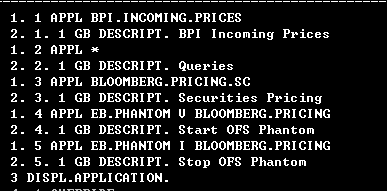 1. 1 APPL BPI.INCOMING.PRICES
2. 1. 1 GB DESCRIPT. BPI Incoming Prices
1. 2 APPL *
2. 2. 1 GB DESCRIPT. Queries
1. 3 APPL BLOOMBERG.PRICING.SC
2. 3. 1 GB DESCRIPT. Securities Pricing
1. 4 APPL EB.PHANTOM V BLOOMBERG.PRICING
2. 4. 1 GB DESCRIPT. Start OFS Phantom
1. 5 APPL EB.PHANTOM I BLOOMBERG.PRICING
2. 5. 1 GB DESCRIPT. Stop OFS Phantom
3 DISPL.APPLICATION.